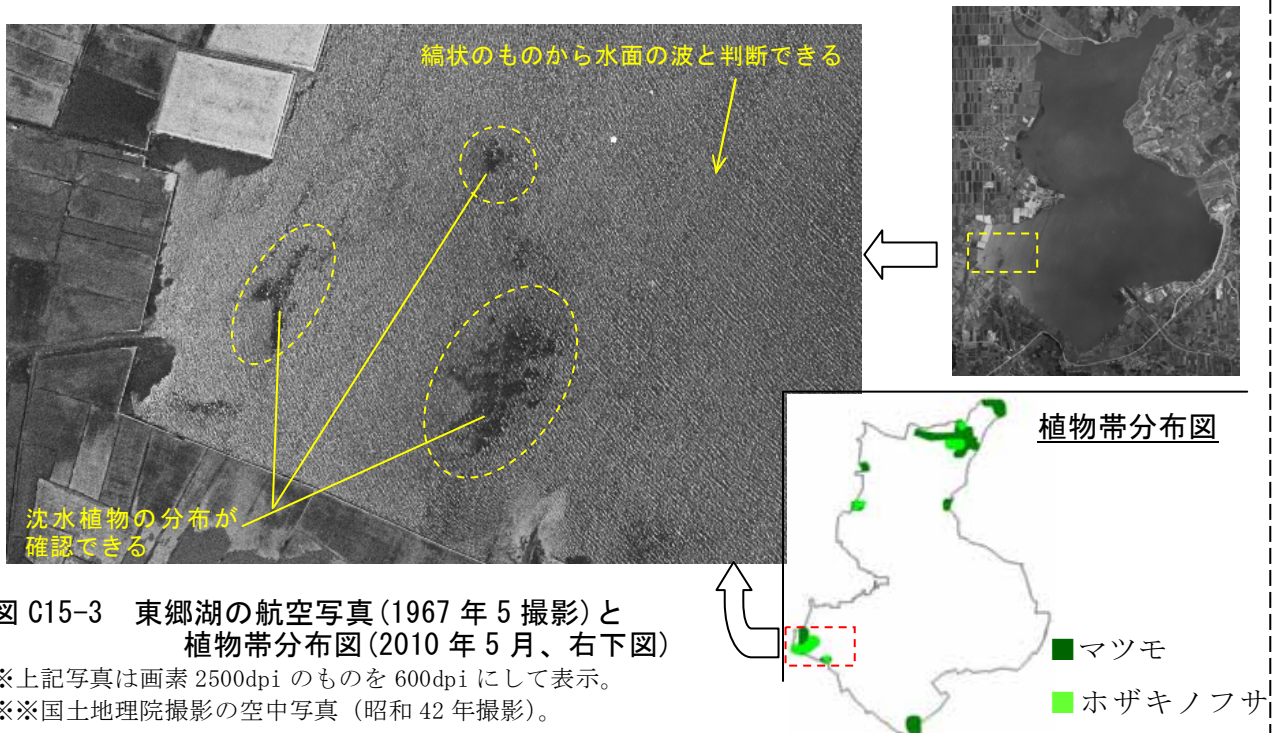 縞状のものから水面の波と判断できる
沈水植物の分布が
確認できる
植物帯分布図
マツモ
ホザキノフサ
図 C15-3 東郷湖の航空写真(1967 年 5 撮影)と
植物帯分布図(2010 年 5 月、右下図)
※上記写真は画素 2500dpi のものを 600dpi にして表示。
※※国土地理院撮影の空中写真（昭和 42 年撮影）。